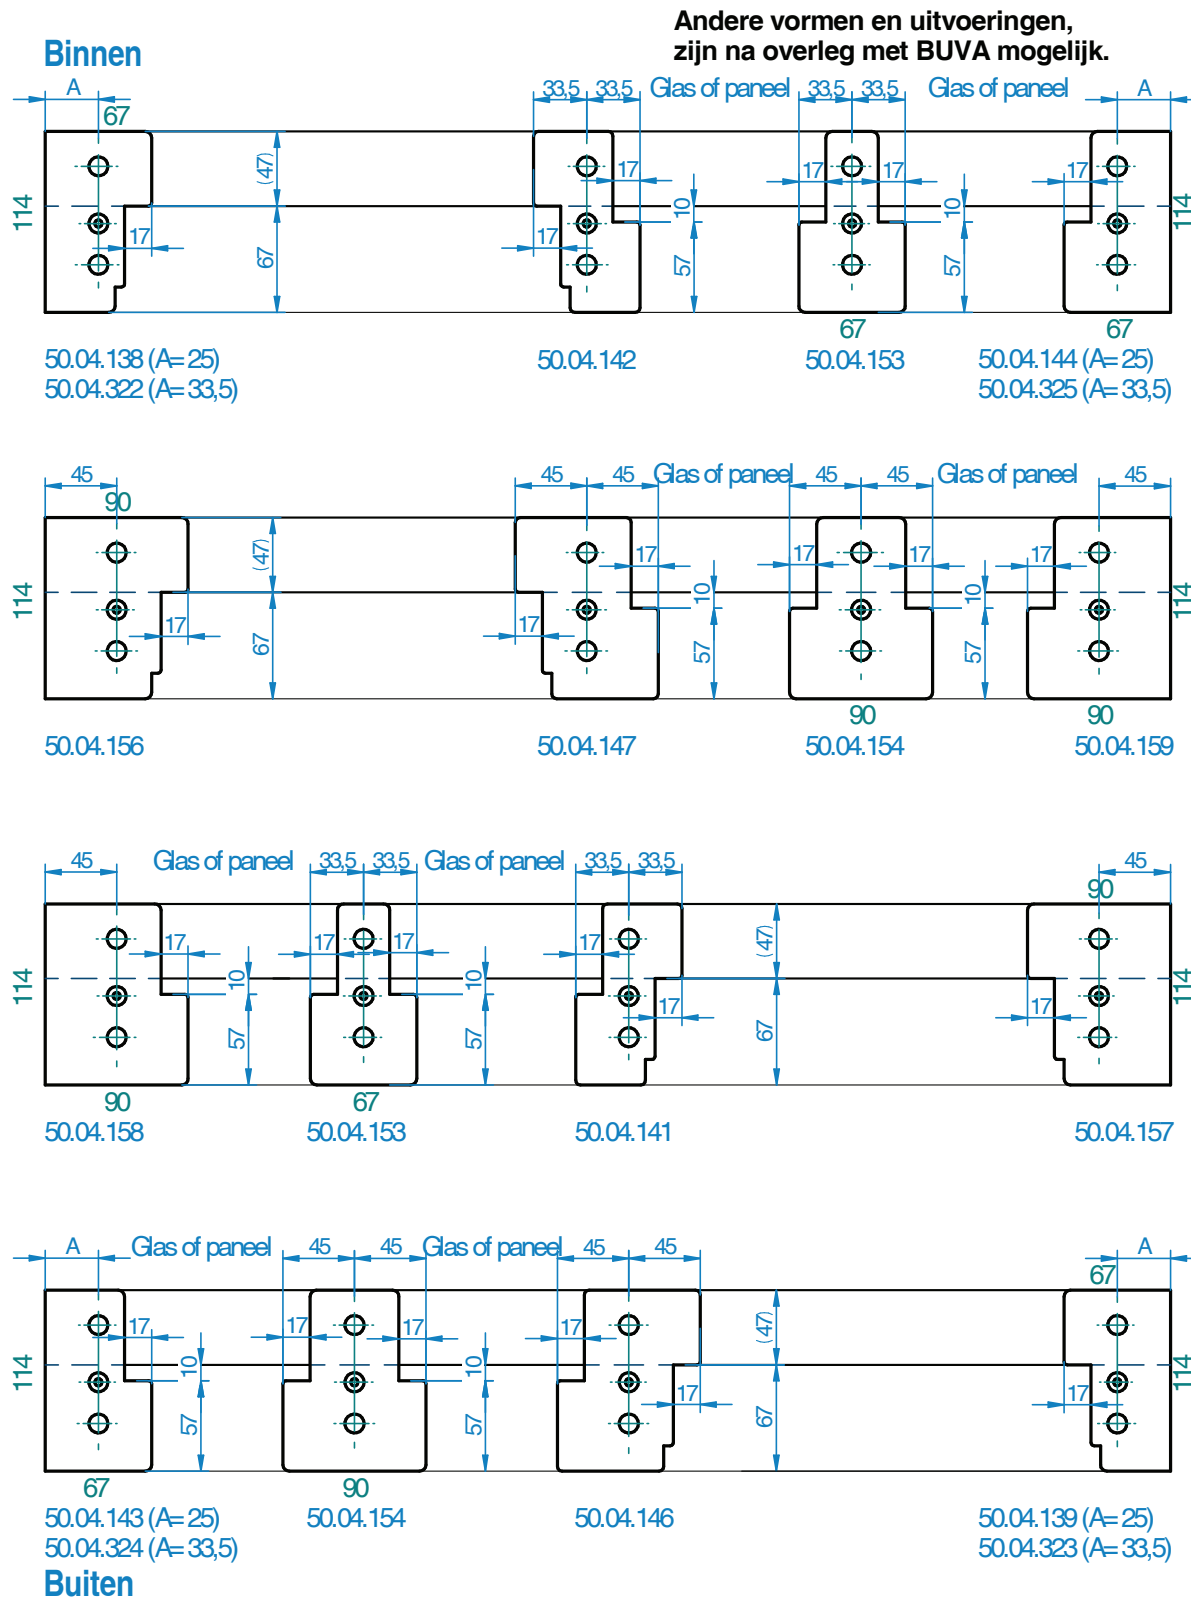 Andere vormen en uitvoeringen,
zijn na overleg met BUVA mogelijk.
Binnen
A 33,5 33,5 Glas of paneel 33,5 33,5 Glas of paneel A
67
(47) 17 17 17 17
114 10 10 114
17 17
67 57 57
67 67
50.04.138 (A= 25) 50.04.142 50.04.153 50.04.144 (A= 25)
50.04.322 (A= 33,5) 50.04.325 (A= 33,5)
45 45 45 Glas of paneel 45 45 Glas of paneel 45
90
(47) 17 17 17 17
114 10 10 114
17 17
67 57 57
90 90
50.04.156 50.04.147 50.04.154 50.04.159
45 Glas of paneel 33,5 33,5 Glas of paneel 33,5 33,5 45
90
17 17 17 17 (47)
114 10 10 114
17 17
57 57 67
90 67
50.04.158 50.04.153 50.04.141 50.04.157
A Glas of paneel 45 45 Glas of paneel 45 45 A
67
17 17 17 17 (47)
114 10 10 114
17 17
57 57 67
67 90
50.04.143 (A= 25) 50.04.154 50.04.146 50.04.139 (A= 25)
50.04.324 (A= 33,5) 50.04.323 (A= 33,5)
Buiten